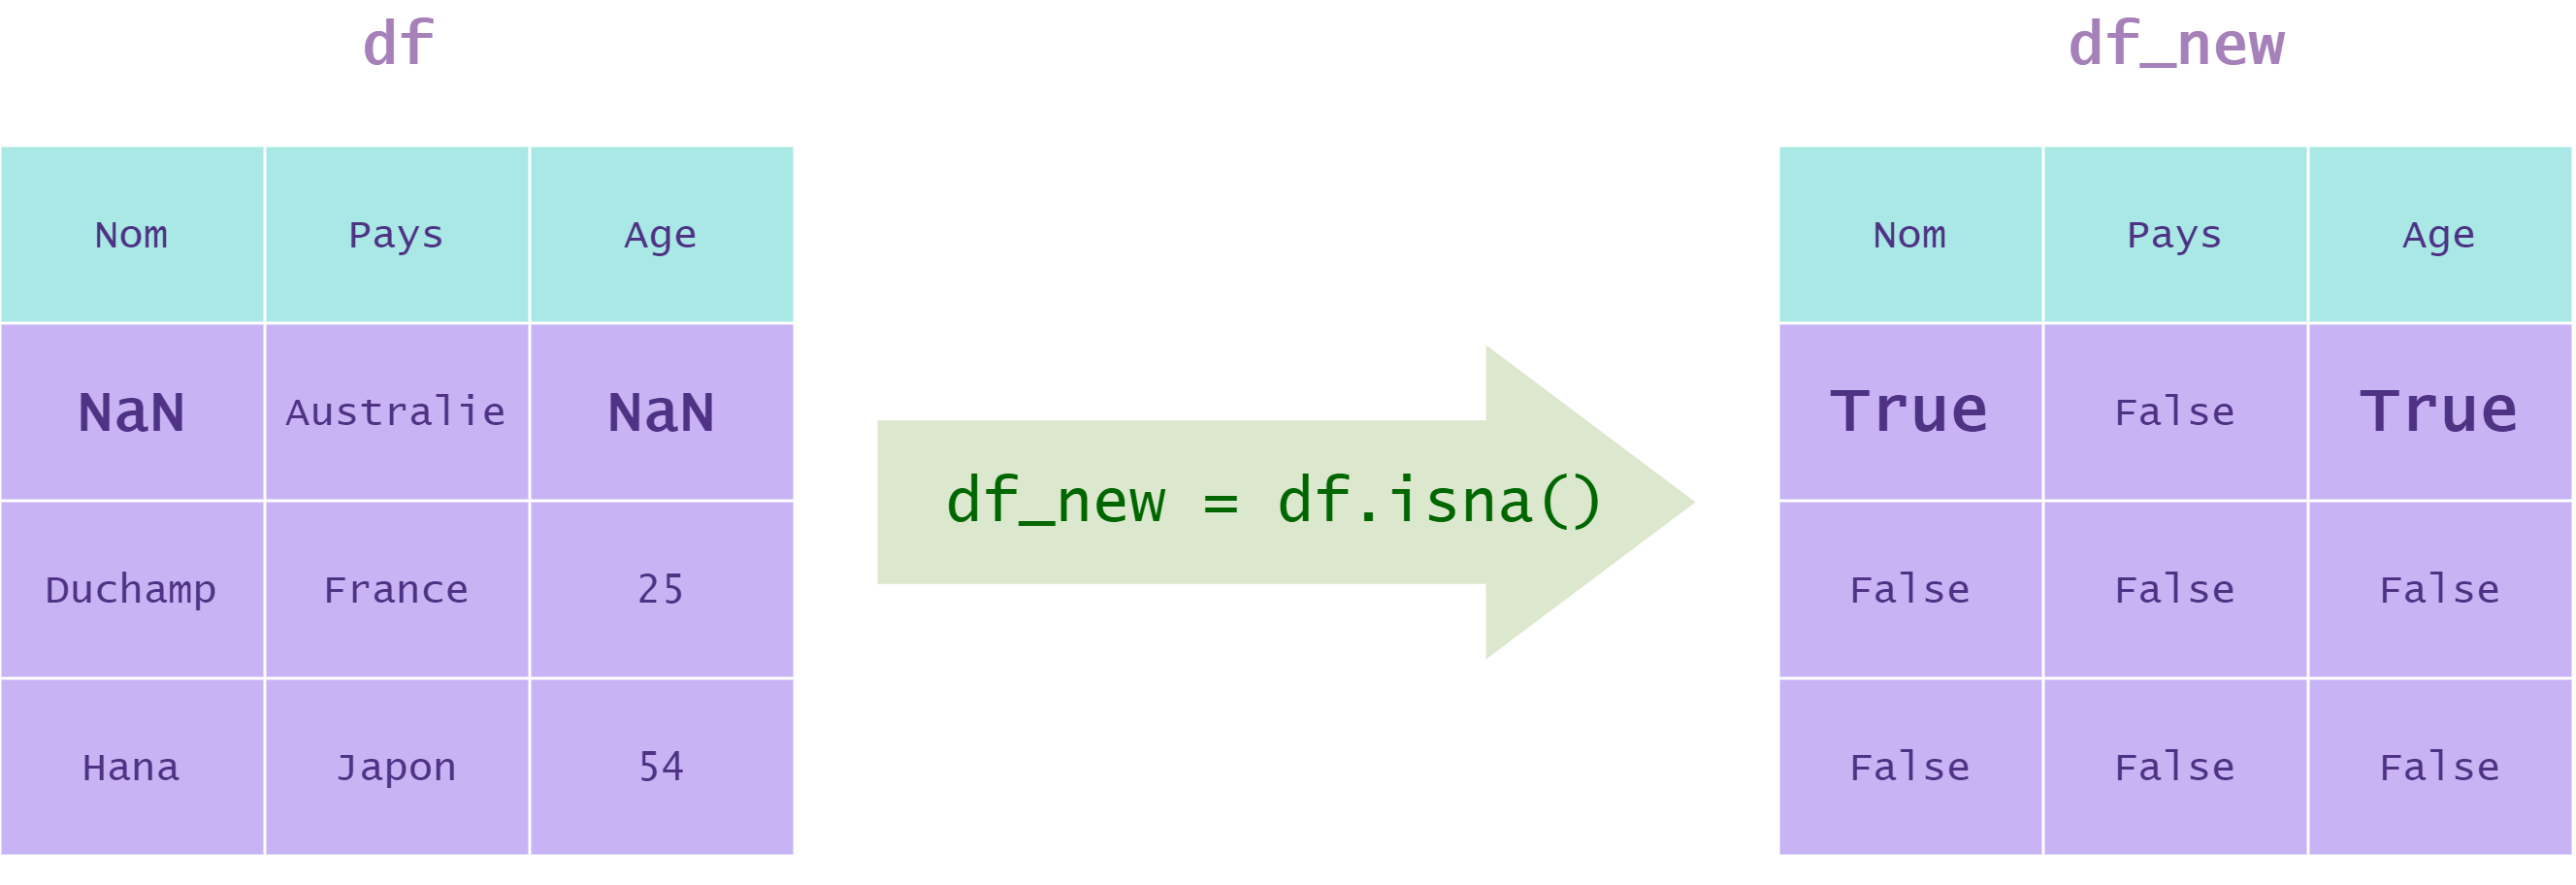 df
df_new
Nom Pays Age
NaN Australie NaN
Duchamp France 25
Hana Japon 54
df_new = df.isna()
Nom Pays Age
True False True
False False False
False False False